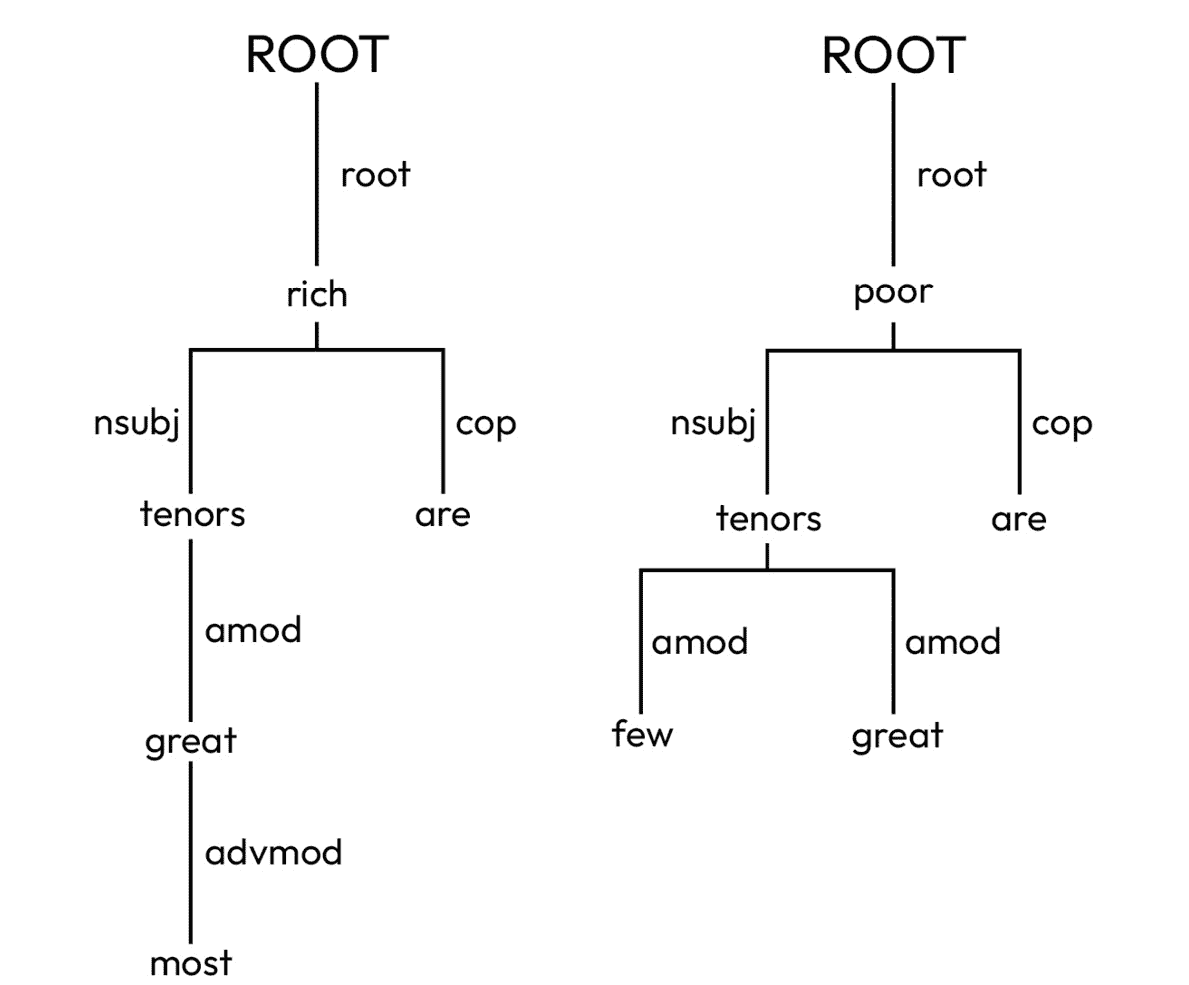 ROOT
root
rich
nsubj
cop
tenors
are
amod
great
advmod
most
ROOT
root
poor
nsubj
cop
tenors
are
amod
amod
few
great